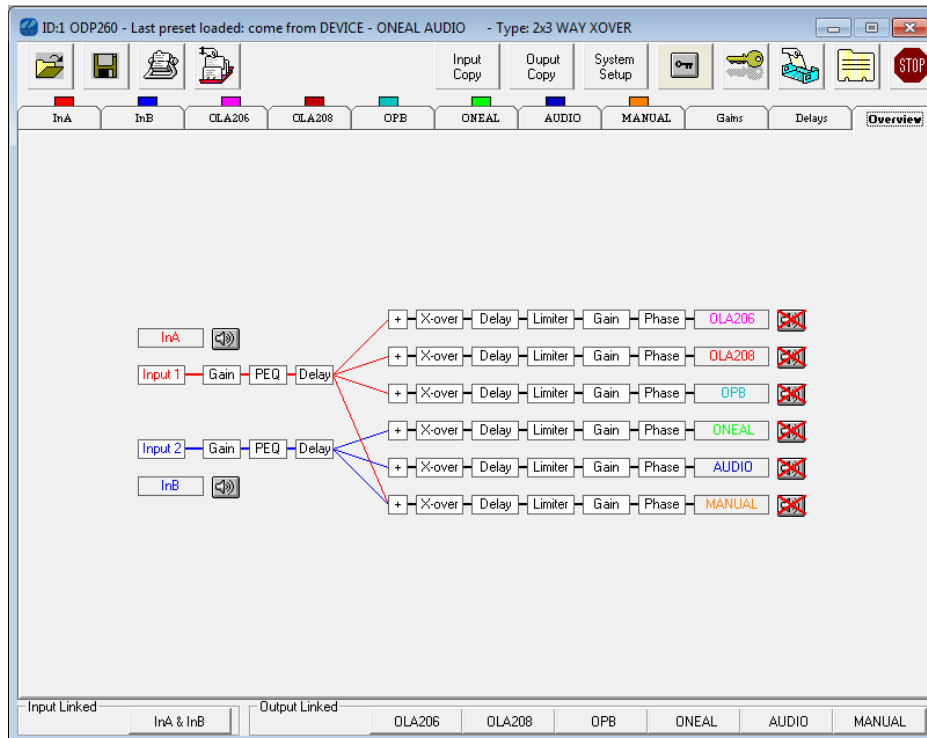 ID:1 ODP260 - Last preset loaded: come from DEVICE - ONEAL AUDIO - Type: 2x3 WAY XOVER
Input Copy Ouput Copy System Setup STOP
InA InB OLA206 OLA208 OPB ONEAL AUDIO MANUAL Gains Delays Overview
+ X-over Delay Limiter Gain Phase OLA206
InA
+ X-over Delay Limiter Gain Phase OLA208
Input 1 Gain PEQ Delay
+ X-over Delay Limiter Gain Phase OPB
+ X-over Delay Limiter Gain Phase ONEAL
Input 2 Gain PEQ Delay
+ X-over Delay Limiter Gain Phase AUDIO
InB
+ X-over Delay Limiter Gain Phase MANUAL
Input Linked Output Linked
InA & InB OLA206 OLA208 OPB ONEAL AUDIO MANUAL